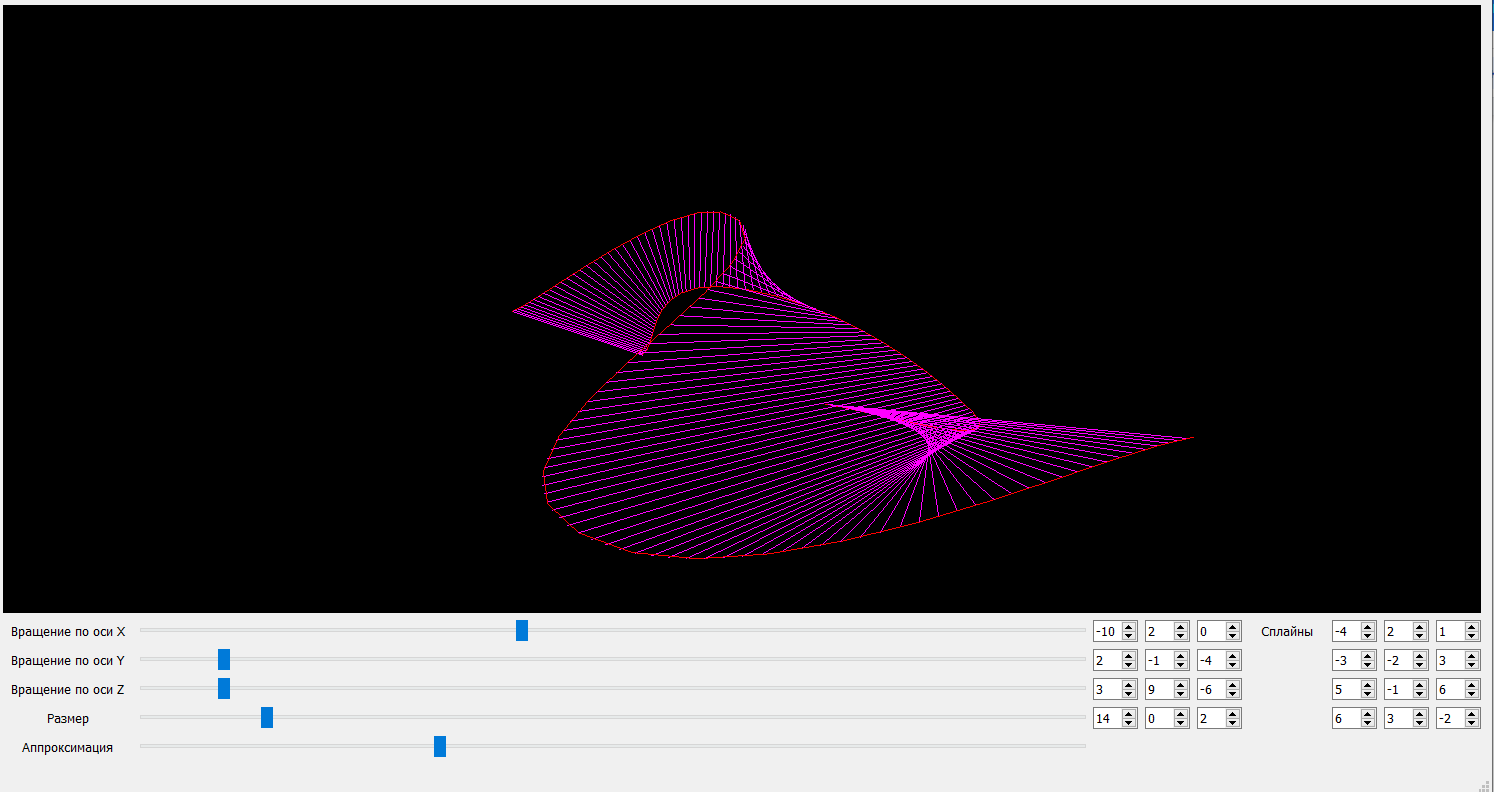 Вращение по оси X -10 2 0 Сплайны -4 2 1
Вращение по оси Y 2 -1 -4 -3 -2 3
Вращение по оси Z 3 9 -6 5 -1 6
Размер 14 0 2 6 3 -2
Аппроксимация